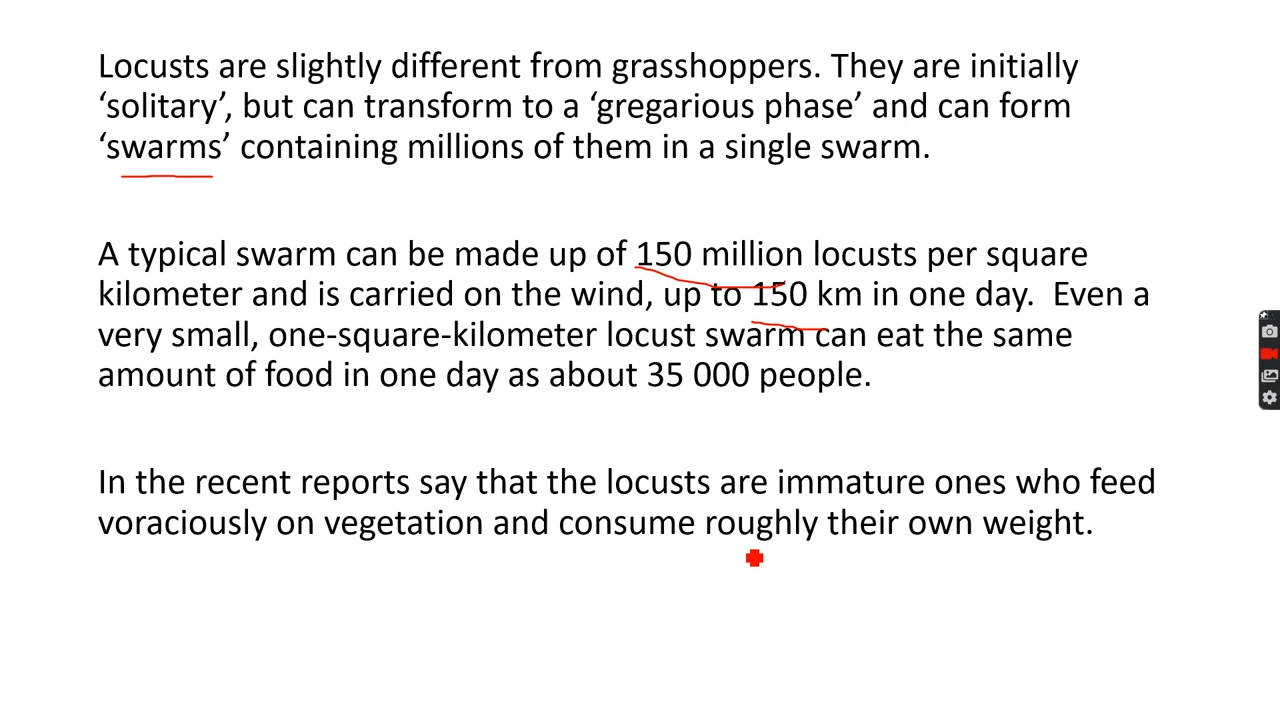 Locusts are slightly different from grasshoppers. They are initially
‘solitary’, but can transform to a ‘gregarious phase’ and can form
‘swarms’ containing millions of them in a single swarm.
A typical swarm can be made up of 150 million locusts per square
kilometer and is carried on the wind, up to 150 km in one day.  Even a
very small, one-square-kilometer locust swarm can eat the same
amount of food in one day as about 35 000 people.
In the recent reports say that the locusts are immature ones who feed
voraciously on vegetation and consume roughly their own weight.